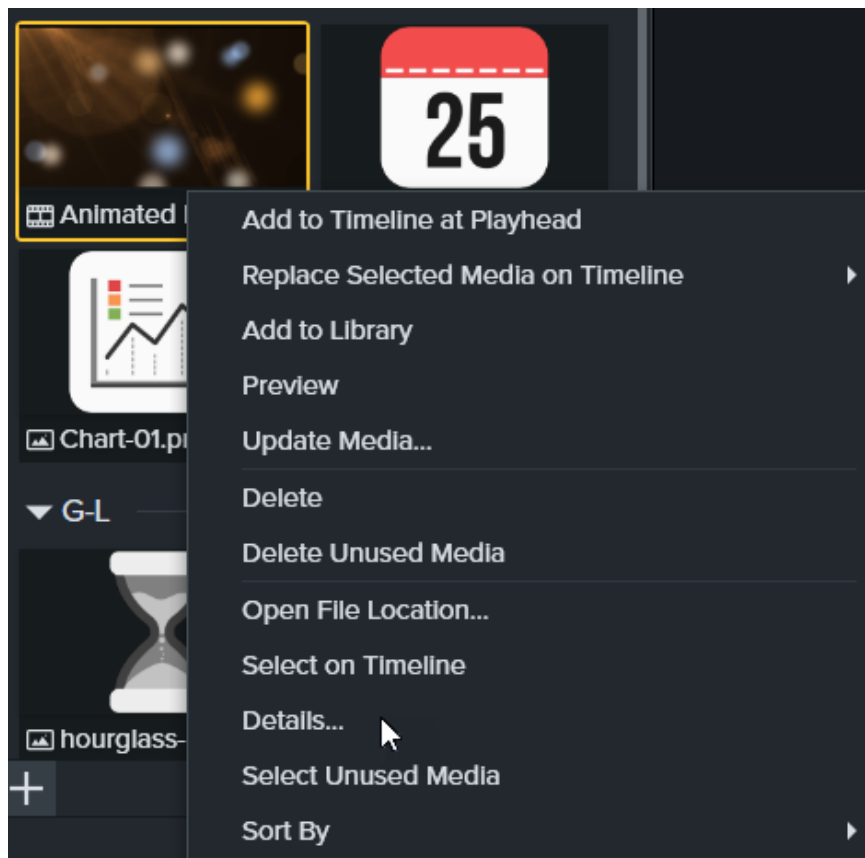 25
Animated
Chart-01.p
G-L
hourglass-
Add to Timeline at Playhead
Replace Selected Media on Timeline
Add to Library
Preview
Update Media...
Delete
Delete Unused Media
Open File Location...
Select on Timeline
Details...
Select Unused Media
Sort By